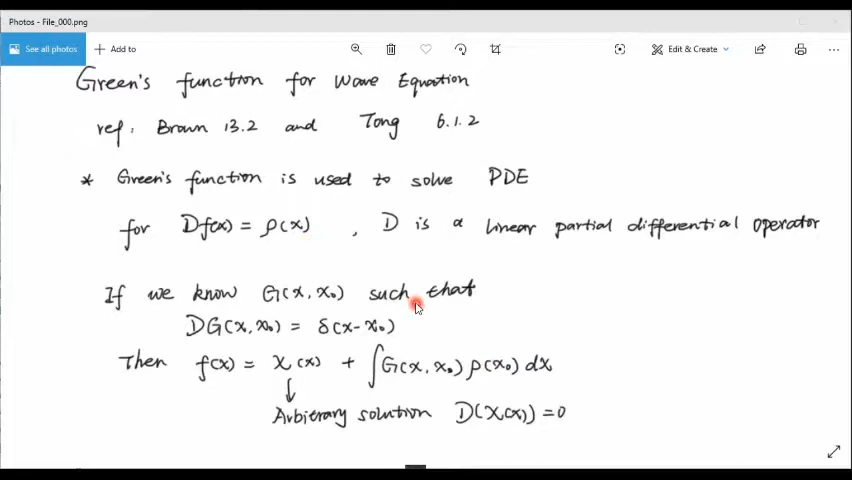 Photos - File_000.png
See all photos
Add to
Edit & Create
Green's function for Wave Equation
ref: Brown 13.2 and Tong 6.1.2
* Green's function is used to solve PDE
for Df(x) = ρ(x) , D is a linear partial differential operator
If we know G(x, x₀) such that
DG(x, x₀) = δ(x-x₀)
Then f(x) = χ(x) + ∫G(x, x₀) ρ(x₀) dx
↓
Arbierary solution D(χ(x)) = 0